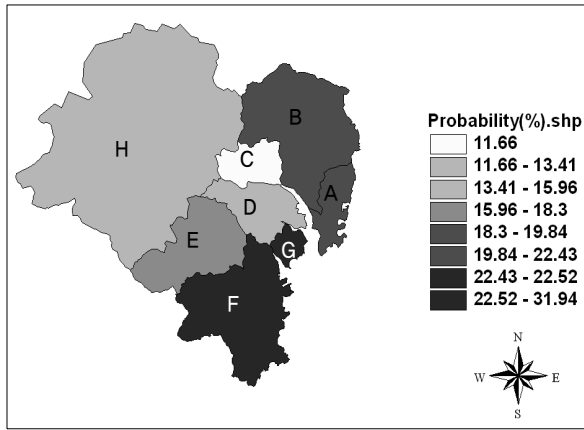 B
H
C
A
D
E
G
F
Probability(%).shp
11.66
11.66 - 13.41
13.41 - 15.96
15.96 - 18.3
18.3 - 19.84
19.84 - 22.43
22.43 - 22.52
22.52 - 31.94
N
W E
S